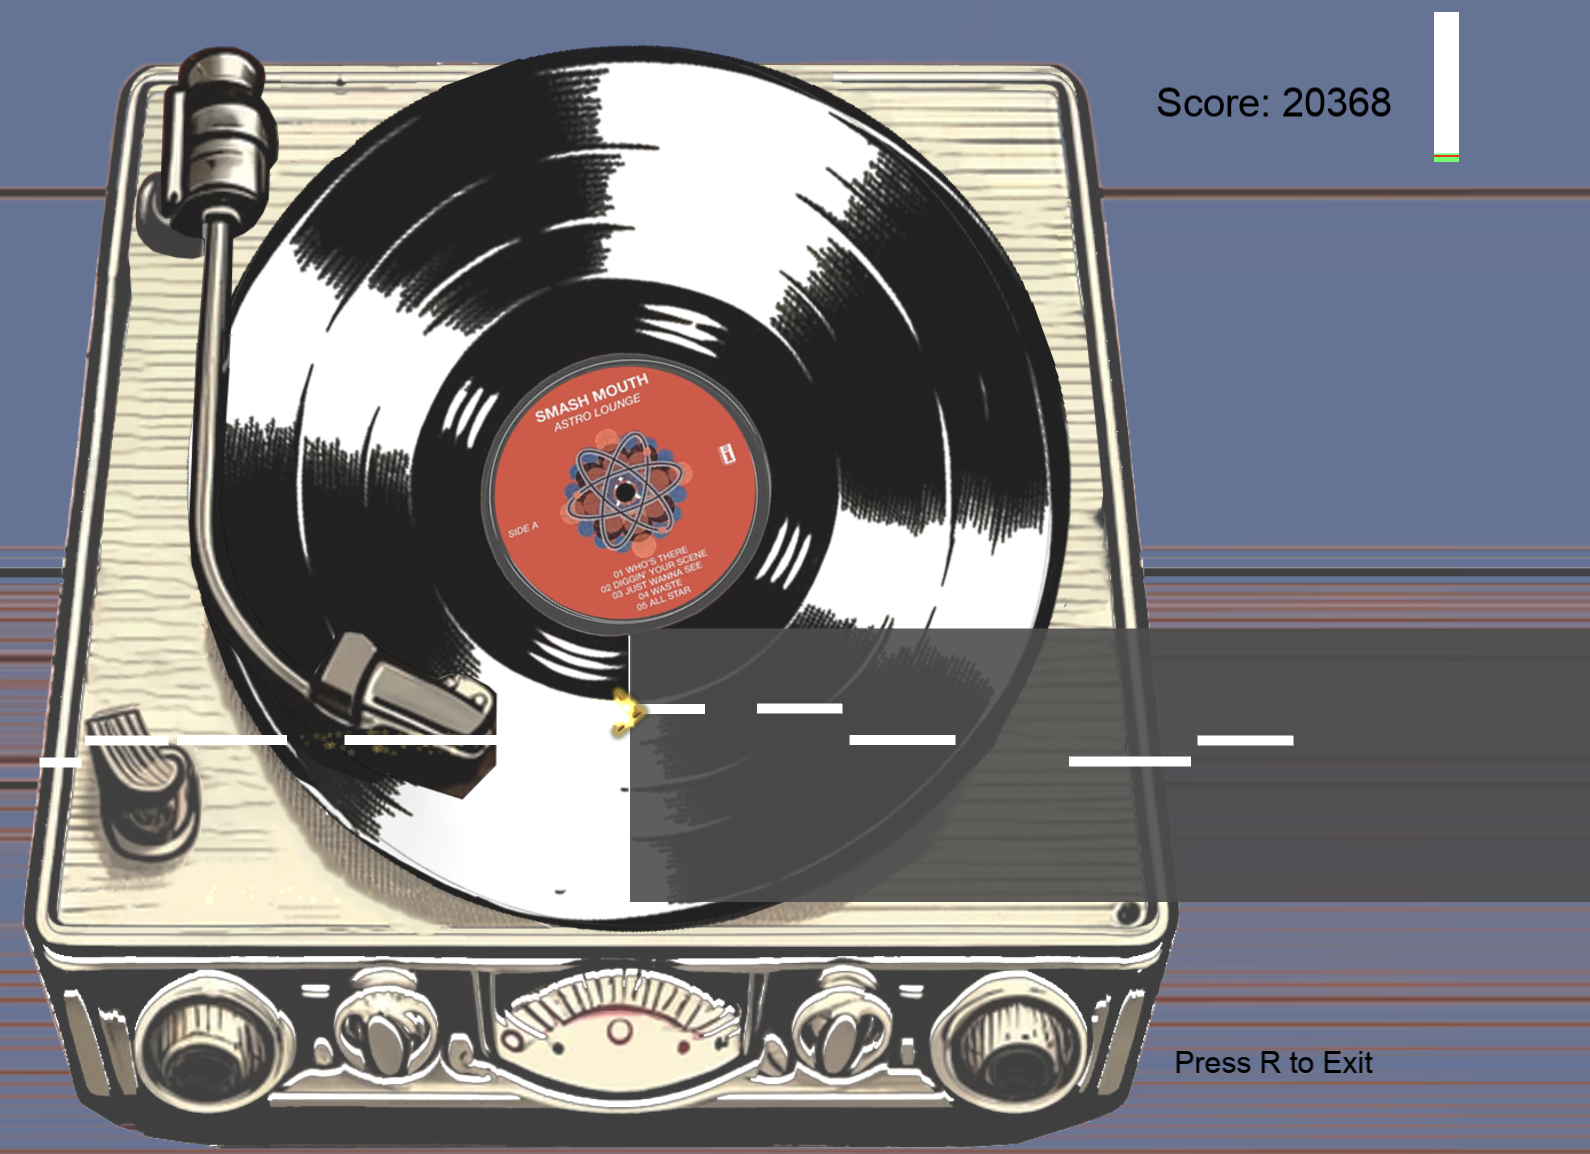 Score: 20368
SMASH MOUTH
ASTRO LOUNGE
SIDE A
01 WHO'S THERE
02 DIGGIN' YOUR SCENE
03 JUST WANNA SEE
04 WASTE
05 ALL STAR
Press R to Exit